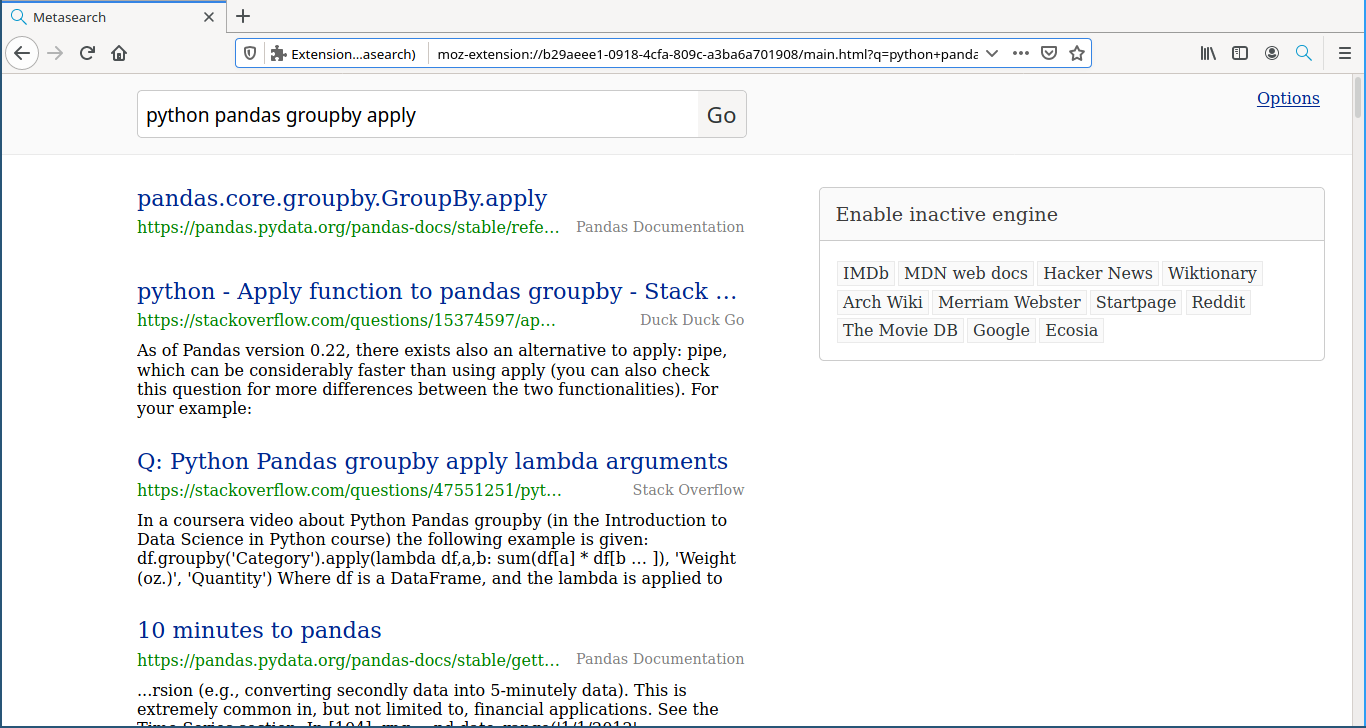 Metasearch
Extension...asearch) moz-extension://b29aeee1-0918-4cfa-809c-a3ba6a701908/main.html?q=python+panda
python pandas groupby apply Go Options
pandas.core.groupby.GroupBy.apply
https://pandas.pydata.org/pandas-docs/stable/refe... Pandas Documentation
python - Apply function to pandas groupby - Stack ...
https://stackoverflow.com/questions/15374597/ap... Duck Duck Go
As of Pandas version 0.22, there exists also an alternative to apply: pipe,
which can be considerably faster than using apply (you can also check
this question for more differences between the two functionalities). For
your example:
Q: Python Pandas groupby apply lambda arguments
https://stackoverflow.com/questions/47551251/pyt... Stack Overflow
In a coursera video about Python Pandas groupby (in the Introduction to
Data Science in Python course) the following example is given:
df.groupby('Category').apply(lambda df,a,b: sum(df[a] * df[b ... ]), 'Weight
(oz.)', 'Quantity') Where df is a DataFrame, and the lambda is applied to
10 minutes to pandas
https://pandas.pydata.org/pandas-docs/stable/gett... Pandas Documentation
...rsion (e.g., converting secondly data into 5-minutely data). This is
extremely common in, but not limited to, financial applications. See the
Time Series section. In [104]:
Enable inactive engine
IMDb MDN web docs Hacker News Wiktionary
Arch Wiki Merriam Webster Startpage Reddit
The Movie DB Google Ecosia